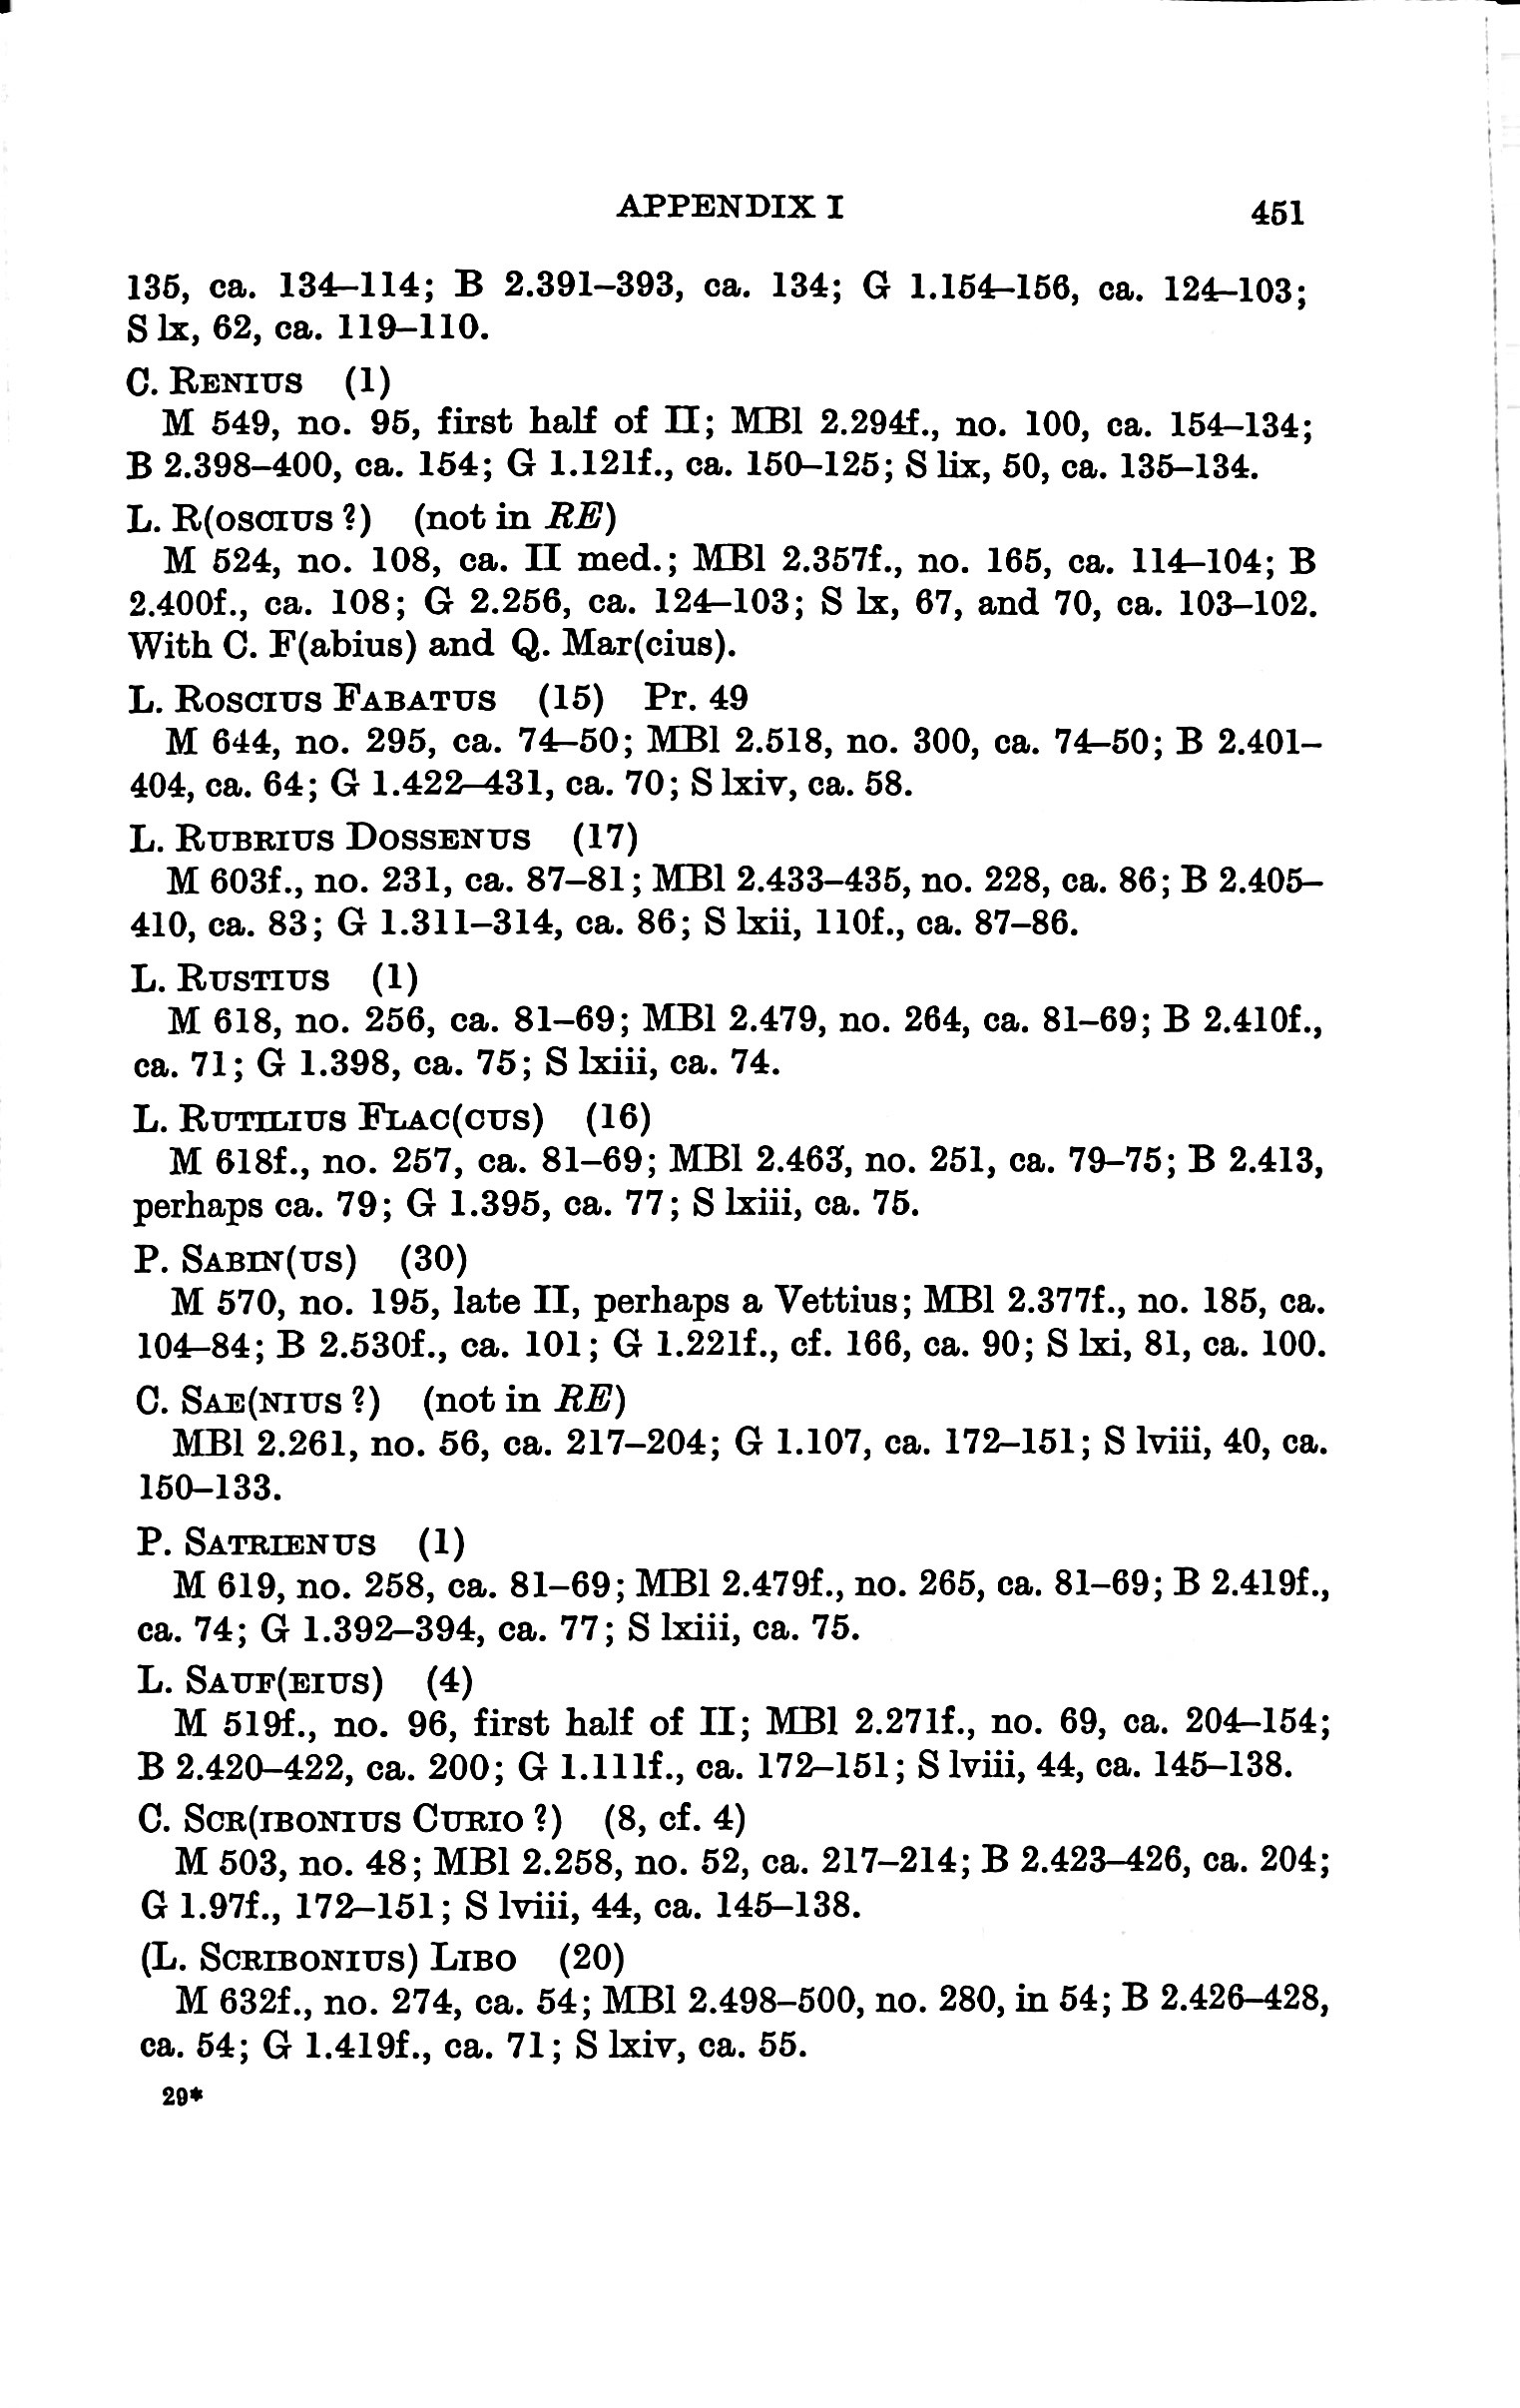 APPENDIX I 451
135, ca. 134–114; B 2.391–393, ca. 134; G 1.154–156, ca. 124–103;
S lx, 62, ca. 119–110.
C. RENIUS (1)
M 549, no. 95, first half of II; MBl 2.294f., no. 100, ca. 154–134;
B 2.398–400, ca. 154; G 1.121f., ca. 150–125; S lix, 50, ca. 135–134.
L. R(OSCIUS ?) (not in RE)
M 524, no. 108, ca. II med.; MBl 2.357f., no. 165, ca. 114–104; B
2.400f., ca. 108; G 2.256, ca. 124–103; S lx, 67, and 70, ca. 103–102.
With C. F(abius) and Q. Mar(cius).
L. ROSCIUS FABATUS (15) Pr. 49
M 644, no. 295, ca. 74–50; MBl 2.518, no. 300, ca. 74–50; B 2.401–
404, ca. 64; G 1.422–431, ca. 70; S lxiv, ca. 58.
L. RUBRIUS DOSSENUS (17)
M 603f., no. 231, ca. 87–81; MBl 2.433–435, no. 228, ca. 86; B 2.405–
410, ca. 83; G 1.311–314, ca. 86; S lxii, 110f., ca. 87–86.
L. RUSTIUS (1)
M 618, no. 256, ca. 81–69; MBl 2.479, no. 264, ca. 81–69; B 2.410f.,
ca. 71; G 1.398, ca. 75; S lxiii, ca. 74.
L. RUTILIUS FLAC(CUS) (16)
M 618f., no. 257, ca. 81–69; MBl 2.463, no. 251, ca. 79–75; B 2.413,
perhaps ca. 79; G 1.395, ca. 77; S lxiii, ca. 75.
P. SABIN(US) (30)
M 570, no. 195, late II, perhaps a Vettius; MBl 2.377f., no. 185, ca.
104–84; B 2.530f., ca. 101; G 1.221f., cf. 166, ca. 90; S lxi, 81, ca. 100.
C. SAE(NIUS ?) (not in RE)
MBl 2.261, no. 56, ca. 217–204; G 1.107, ca. 172–151; S lviii, 40, ca.
150–133.
P. SATRIENUS (1)
M 619, no. 258, ca. 81–69; MBl 2.479f., no. 265, ca. 81–69; B 2.419f.,
ca. 74; G 1.392–394, ca. 77; S lxiii, ca. 75.
L. SAUF(EIUS) (4)
M 519f., no. 96, first half of II; MBl 2.271f., no. 69, ca. 204–154;
B 2.420–422, ca. 200; G 1.111f., ca. 172–151; S lviii, 44, ca. 145–138.
C. SCR(IBONIUS CURIO ?) (8, cf. 4)
M 503, no. 48; MBl 2.258, no. 52, ca. 217–214; B 2.423–426, ca. 204;
G 1.97f., 172–151; S lviii, 44, ca. 145–138.
(L. SCRIBONIUS) LIBO (20)
M 632f., no. 274, ca. 54; MBl 2.498–500, no. 280, in 54; B 2.426–428,
ca. 54; G 1.419f., ca. 71; S lxiv, ca. 55.
29*